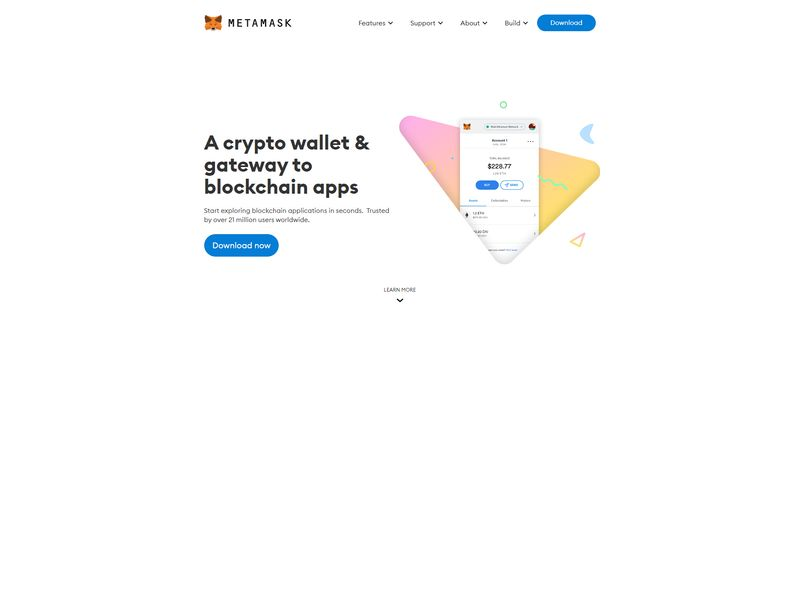 METAMASK
Features
Support
About
Build
Download
A crypto wallet &
gateway to
blockchain apps
Start exploring blockchain applications in seconds. Trusted
by over 21 million users worldwide.
Download now
Account 1
$228.77
BUY
SEND
LEARN MORE